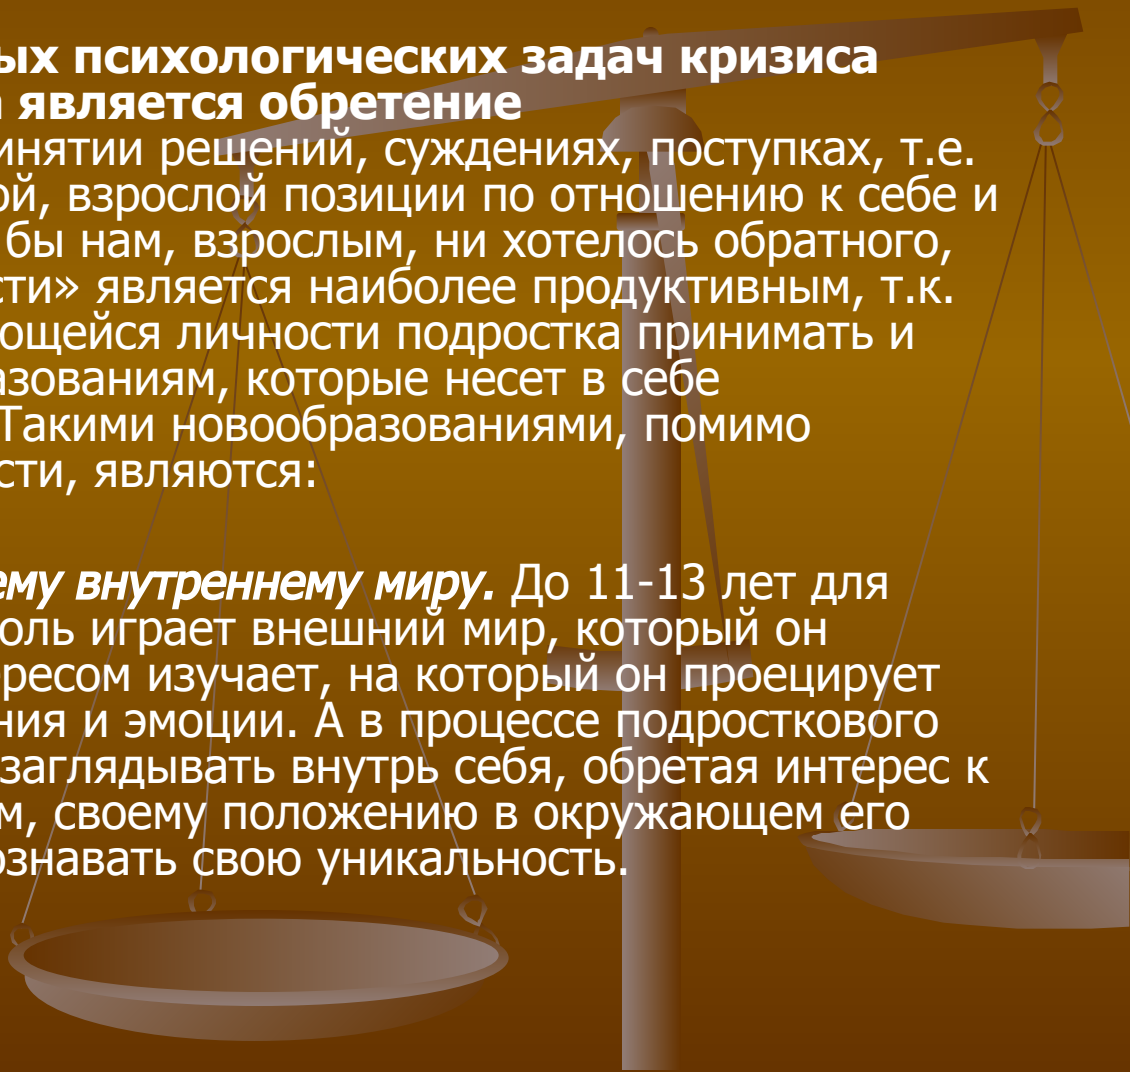 ых психологических задач кризиса
а является обретение
инятии решений, суждениях, поступках, т.е.
ой, взрослой позиции по отношению к себе и
бы нам, взрослым, ни хотелось обратного,
сти» является наиболее продуктивным, т.к.
ющейся личности подростка принимать и
азованиям, которые несет в себе
Такими новообразованиями, помимо
сти, являются:
ему внутреннему миру. До 11-13 лет для
оль играет внешний мир, который он
ересом изучает, на который он проецирует
ния и эмоции. А в процессе подросткового
заглядывать внутрь себя, обретая интерес к
м, своему положению в окружающем его
ознавать свою уникальность.